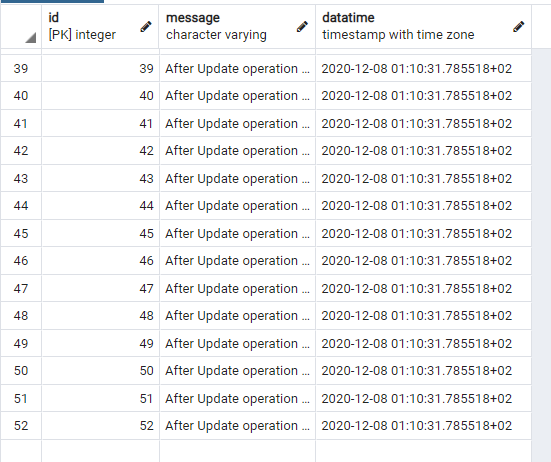 id message datatime
[PK] integer character varying timestamp with time zone
39 39 After Update operation ... 2020-12-08 01:10:31.785518+02
40 40 After Update operation ... 2020-12-08 01:10:31.785518+02
41 41 After Update operation ... 2020-12-08 01:10:31.785518+02
42 42 After Update operation ... 2020-12-08 01:10:31.785518+02
43 43 After Update operation ... 2020-12-08 01:10:31.785518+02
44 44 After Update operation ... 2020-12-08 01:10:31.785518+02
45 45 After Update operation ... 2020-12-08 01:10:31.785518+02
46 46 After Update operation ... 2020-12-08 01:10:31.785518+02
47 47 After Update operation ... 2020-12-08 01:10:31.785518+02
48 48 After Update operation ... 2020-12-08 01:10:31.785518+02
49 49 After Update operation ... 2020-12-08 01:10:31.785518+02
50 50 After Update operation ... 2020-12-08 01:10:31.785518+02
51 51 After Update operation ... 2020-12-08 01:10:31.785518+02
52 52 After Update operation ... 2020-12-08 01:10:31.785518+02